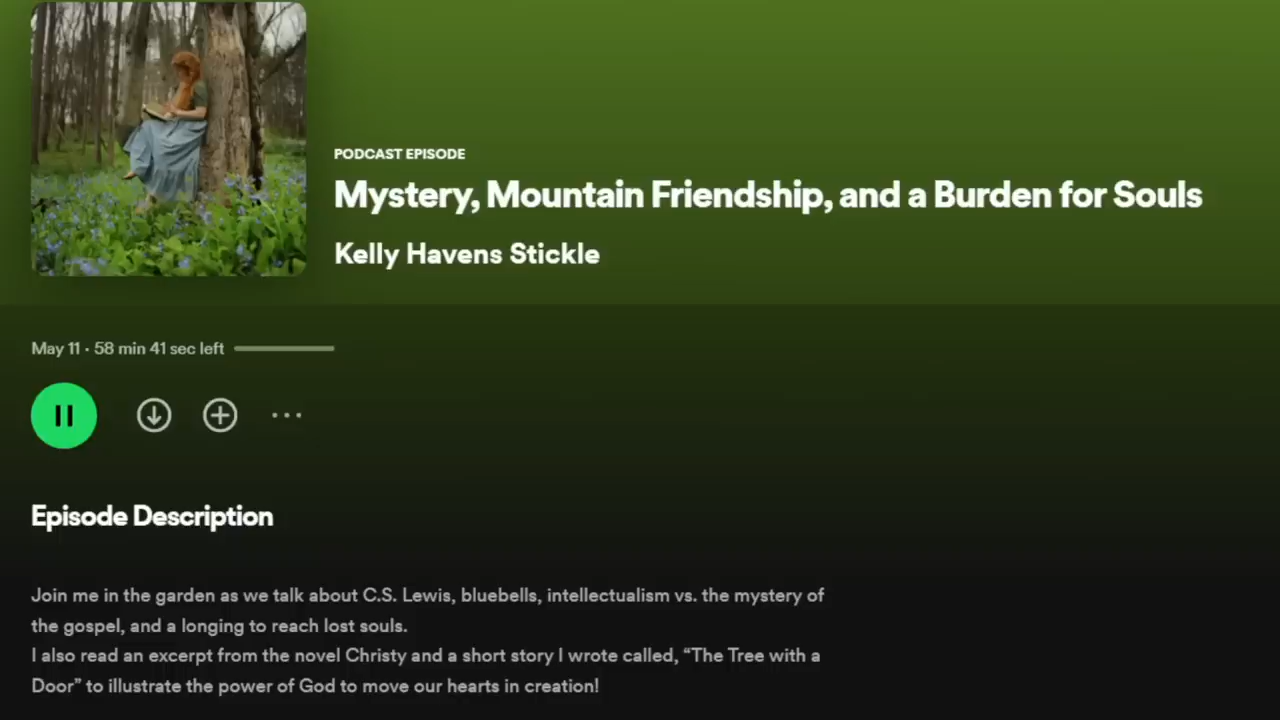 PODCAST EPISODE
Mystery, Mountain Friendship, and a Burden for Souls
Kelly Havens Stickle
May 11 · 58 min 41 sec left
Episode Description
Join me in the garden as we talk about C.S. Lewis, bluebells, intellectualism vs. the mystery of
the gospel, and a longing to reach lost souls.
I also read an excerpt from the novel Christy and a short story I wrote called, “The Tree with a
Door” to illustrate the power of God to move our hearts in creation!